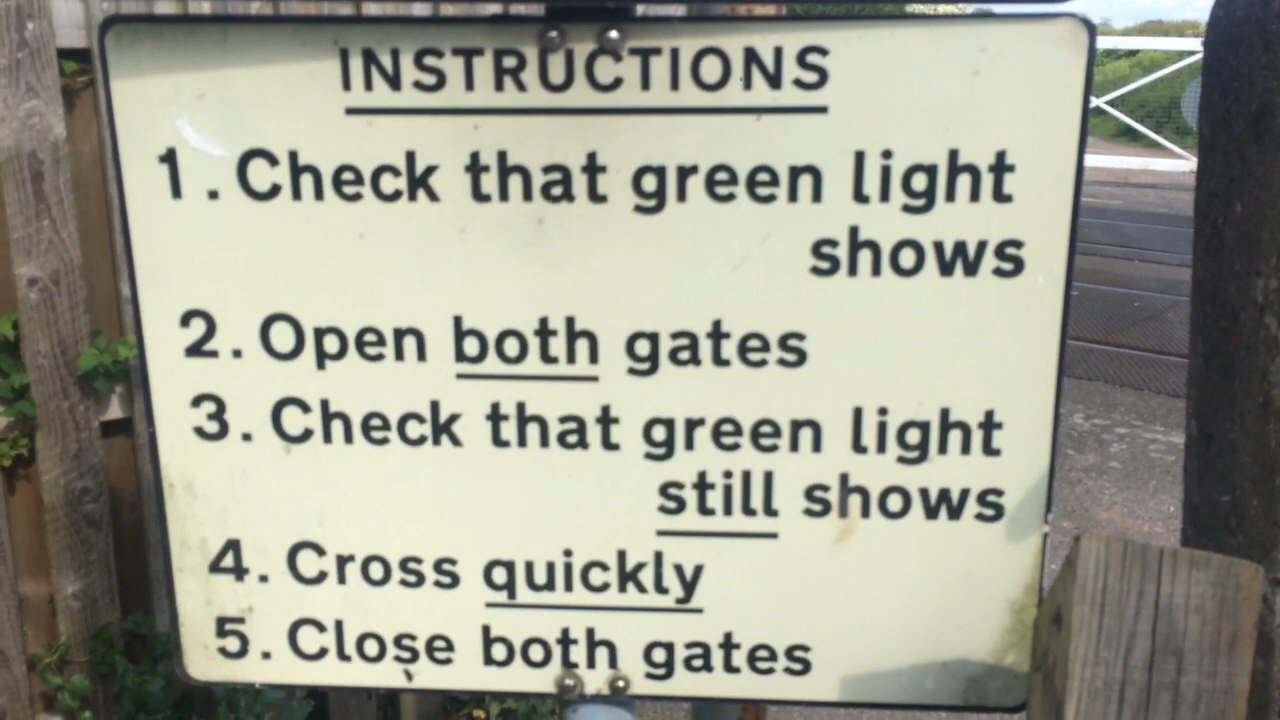 INSTRUCTIONS
1. Check that green light
shows
2. Open both gates
3. Check that green light
still shows
4. Cross quickly
5. Close both gates